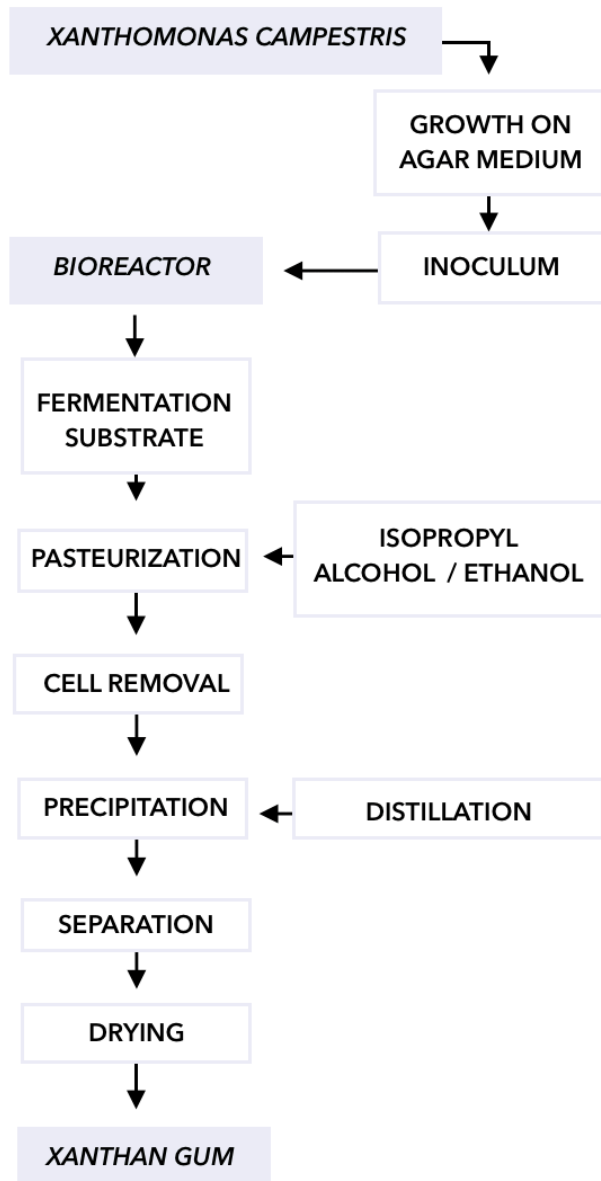 XANTHOMONAS CAMPESTRIS
GROWTH ON
AGAR MEDIUM
INOCULUM
BIOREACTOR
FERMENTATION
SUBSTRATE
PASTEURIZATION
ISOPROPYL
ALCOHOL / ETHANOL
CELL REMOVAL
PRECIPITATION
DISTILLATION
SEPARATION
DRYING
XANTHAN GUM